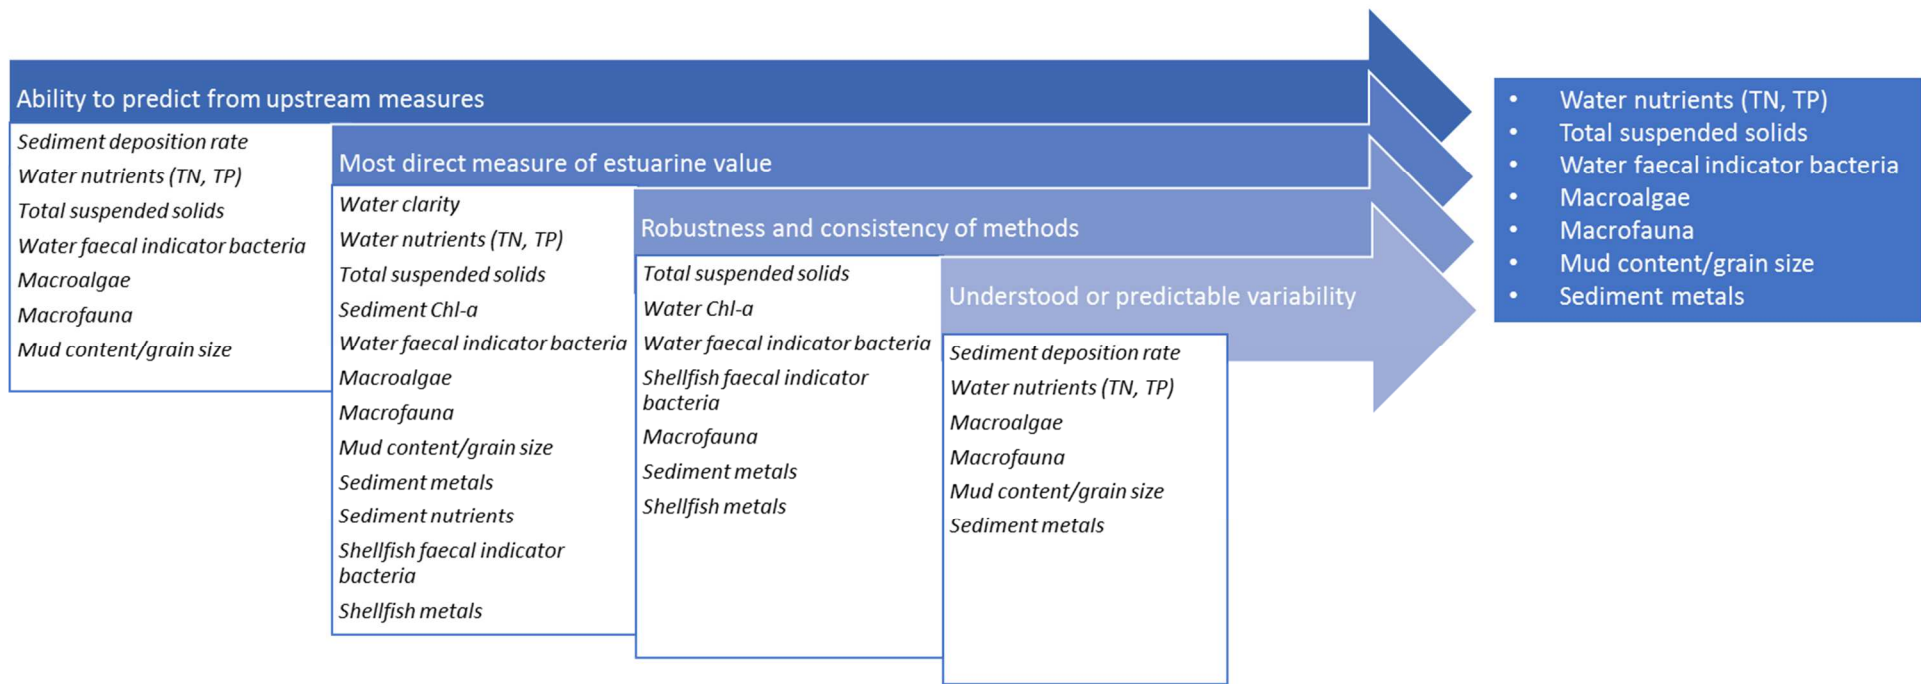 Ability to predict from upstream measures
Sediment deposition rate
Water nutrients (TN, TP)
Total suspended solids
Water faecal indicator bacteria
Macroalgae
Macrofauna
Mud content/grain size
Most direct measure of estuarine value
Water clarity
Water nutrients (TN, TP)
Total suspended solids
Sediment Chl-a
Water faecal indicator bacteria
Macroalgae
Macrofauna
Mud content/grain size
Sediment metals
Sediment nutrients
Shellfish faecal indicator
bacteria
Shellfish metals
Robustness and consistency of methods
Total suspended solids
Water Chl-a
Water faecal indicator bacteria
Shellfish faecal indicator
bacteria
Macrofauna
Sediment metals
Shellfish metals
Understood or predictable variability
Sediment deposition rate
Water nutrients (TN, TP)
Macroalgae
Macrofauna
Mud content/grain size
Sediment metals
• Water nutrients (TN, TP)
• Total suspended solids
• Water faecal indicator bacteria
• Macroalgae
• Macrofauna
• Mud content/grain size
• Sediment metals